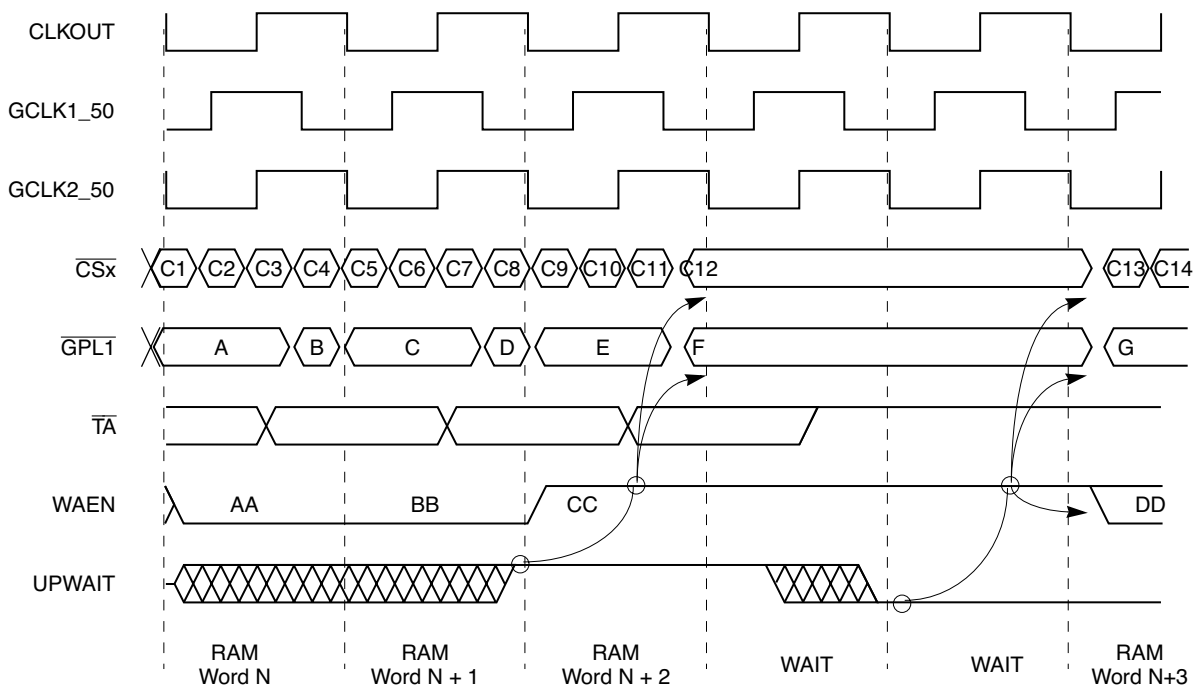 CLKOUT
GCLK1_50
GCLK2_50
CSx C1 C2 C3 C4 C5 C6 C7 C8 C9 C10 C11 C12 C13 C14
GPL1 A B C D E F G
TA
WAEN AA BB CC DD
UPWAIT
RAM RAM RAM WAIT WAIT RAM
Word N Word N + 1 Word N + 2 Word N+3